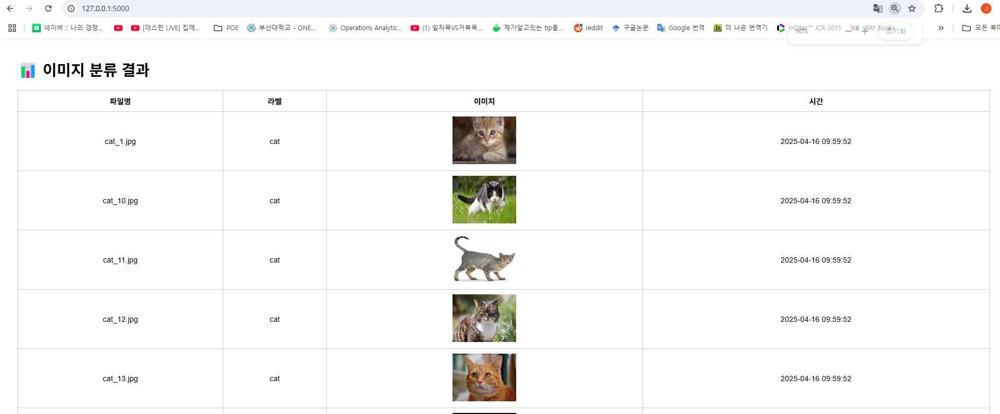 127.0.0.1:5000
네이버 :: 나의 경쟁... [데스런 LIVE] 집에... POE 부산대학교 - ONE... Operations Analytic... (1) 일자목VS거북목... 제가알고있는 tip을... reddit 구글논문 Google 번역 더 나은 번역기 InCites™ JCR 2015 YBM Books » 모든 북마
90% − + 초기화
이미지 분류 결과
파일명 라벨 이미지 시간
cat_1.jpg cat 2025-04-16 09:59:52
cat_10.jpg cat 2025-04-16 09:59:52
cat_11.jpg cat 2025-04-16 09:59:52
cat_12.jpg cat 2025-04-16 09:59:52
cat_13.jpg cat 2025-04-16 09:59:52